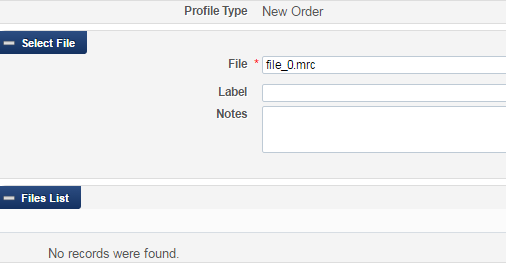 Profile Type New Order
Select File
File * file_0.mrc
Label
Notes
Files List
No records were found.